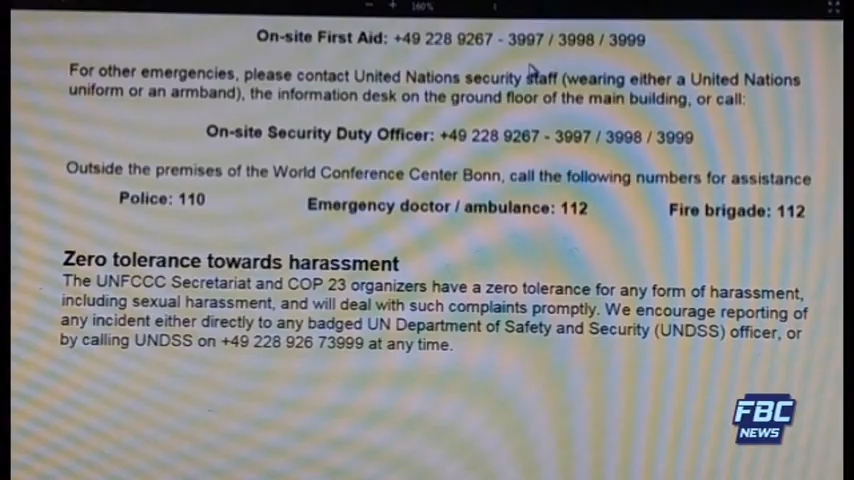 160%
On-site First Aid: +49 228 9267 - 3997 / 3998 / 3999
For other emergencies, please contact United Nations security staff (wearing either a United Nations
uniform or an armband), the information desk on the ground floor of the main building, or call:
On-site Security Duty Officer: +49 228 9267 - 3997 / 3998 / 3999
Outside the premises of the World Conference Center Bonn, call the following numbers for assistance
Police: 110 Emergency doctor / ambulance: 112 Fire brigade: 112
Zero tolerance towards harassment
The UNFCCC Secretariat and COP 23 organizers have a zero tolerance for any form of harassment,
including sexual harassment, and will deal with such complaints promptly. We encourage reporting of
any incident either directly to any badged UN Department of Safety and Security (UNDSS) officer, or
by calling UNDSS on +49 228 926 73999 at any time.
FBC
NEWS